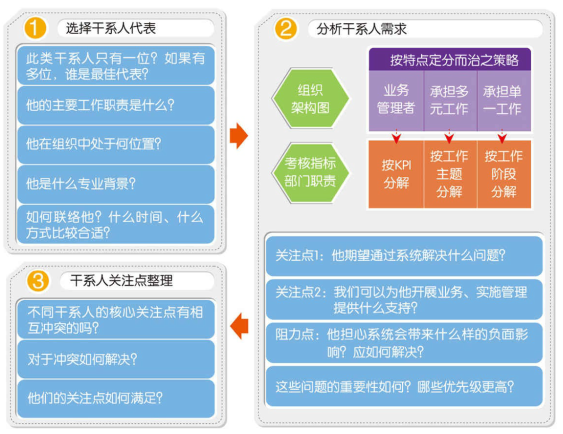 1 选择干系人代表
此类干系人只有一位？如果有
多位，谁是最佳代表？
他的主要工作职责是什么？
他在组织中处于何位置？
他是什么专业背景？
如何联络他？什么时间、什么
方式比较合适？
2 分析干系人需求
组织
架构图
考核指标
部门职责
按特点定分而治之策略
业务
管理者
承担多
元工作
承担单
一工作
按KPI
分解
按工作
主题
分解
按工作
阶段
分解
关注点1：他期望通过系统解决什么问题？
关注点2：我们可以为他开展业务、实施管理
提供什么支持？
阻力点：他担心系统会带来什么样的负面影
响？应如何解决？
这些问题的重要性如何？哪些优先级更高？
3 干系人关注点整理
不同干系人的核心关注点有相
互冲突的吗？
对于冲突如何解决？
他们的关注点如何满足？